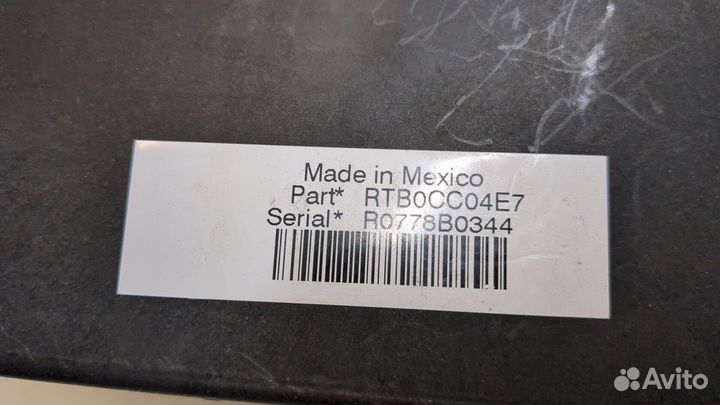 Made in Mexico
Part* RTB0CC04E7
Serial* R0778B0344
Avito